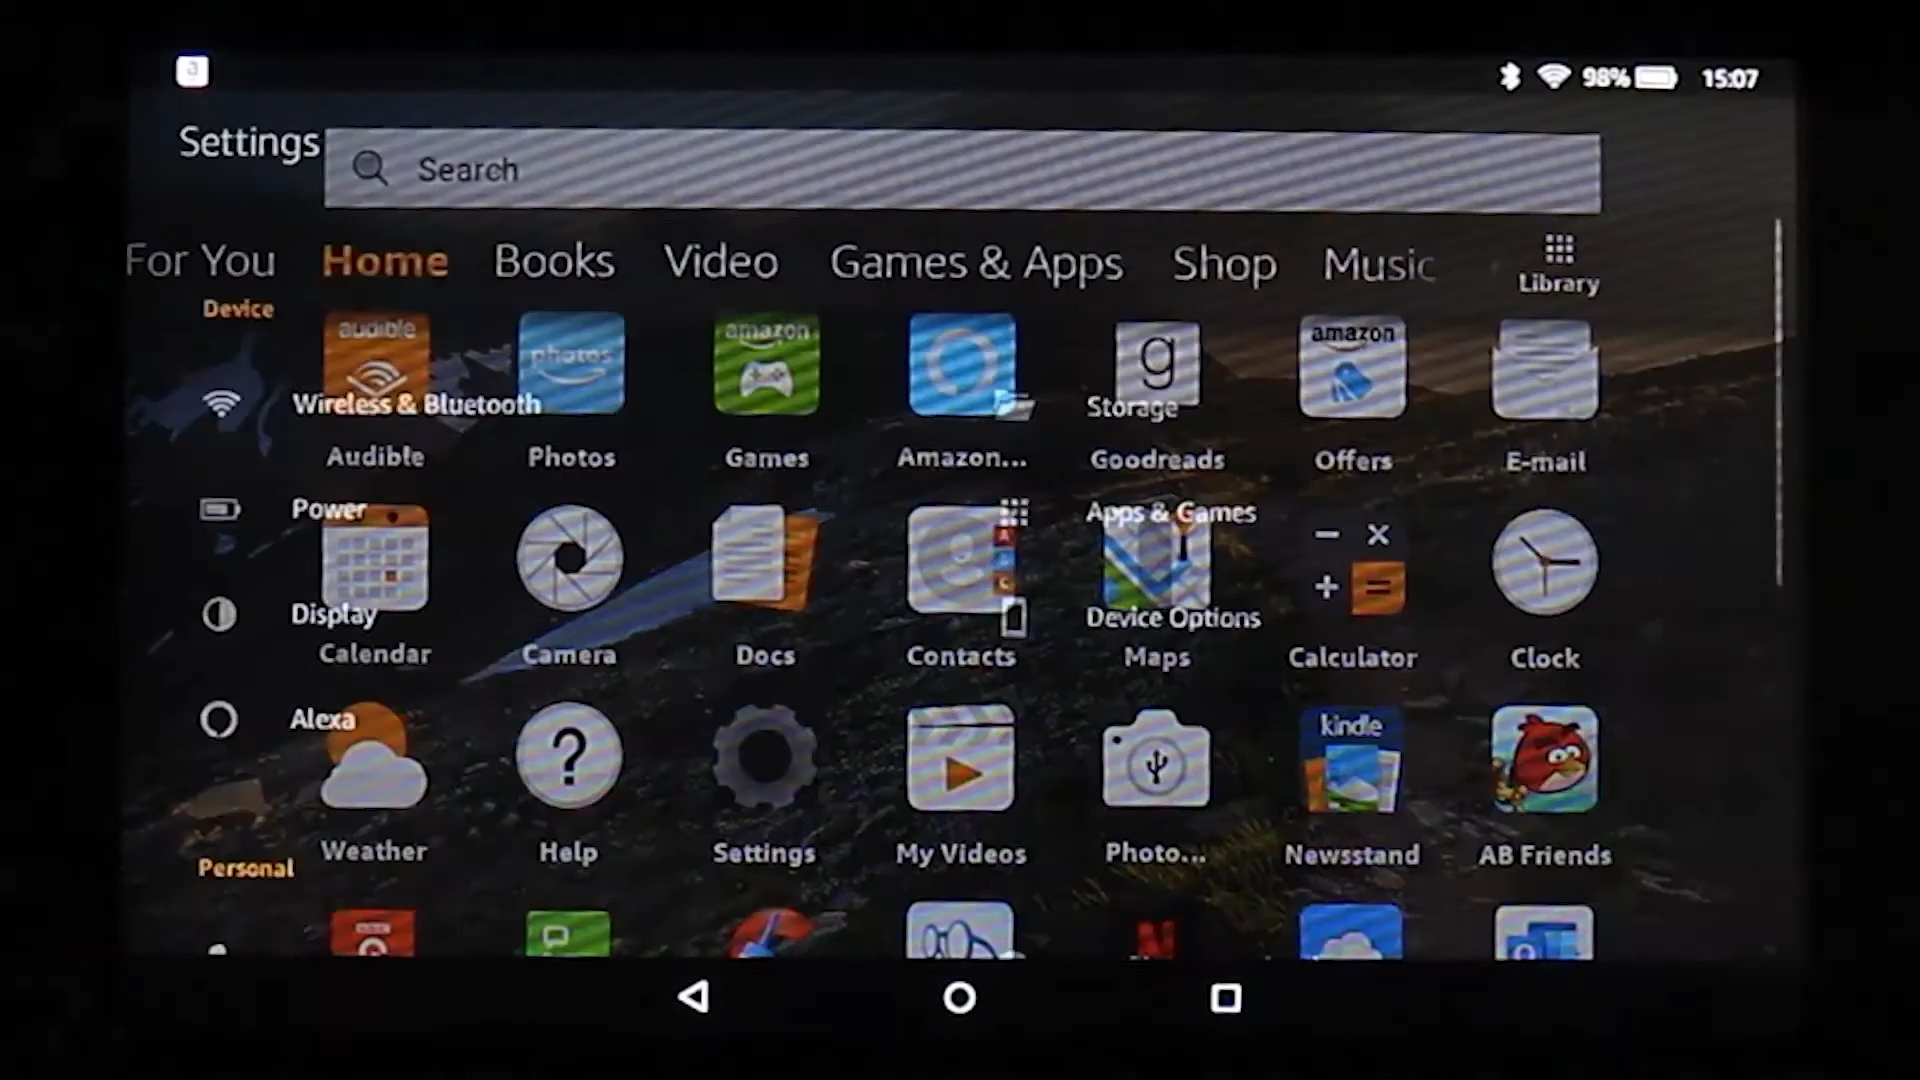 a
98% 15:07
Settings
Search
For You Home Books Video Games & Apps Shop Music
Library
Device
audible
photos
amazon
g
amazon
Wireless & Bluetooth
Storage
Audible Photos Games Amazon... Goodreads Offers E-mail
Power
Apps & Games
Display
Device Options
Calendar Camera Docs Contacts Maps Calculator Clock
Alexa
kindle
Weather Help Settings My Videos Photo... Newsstand AB Friends
Personal